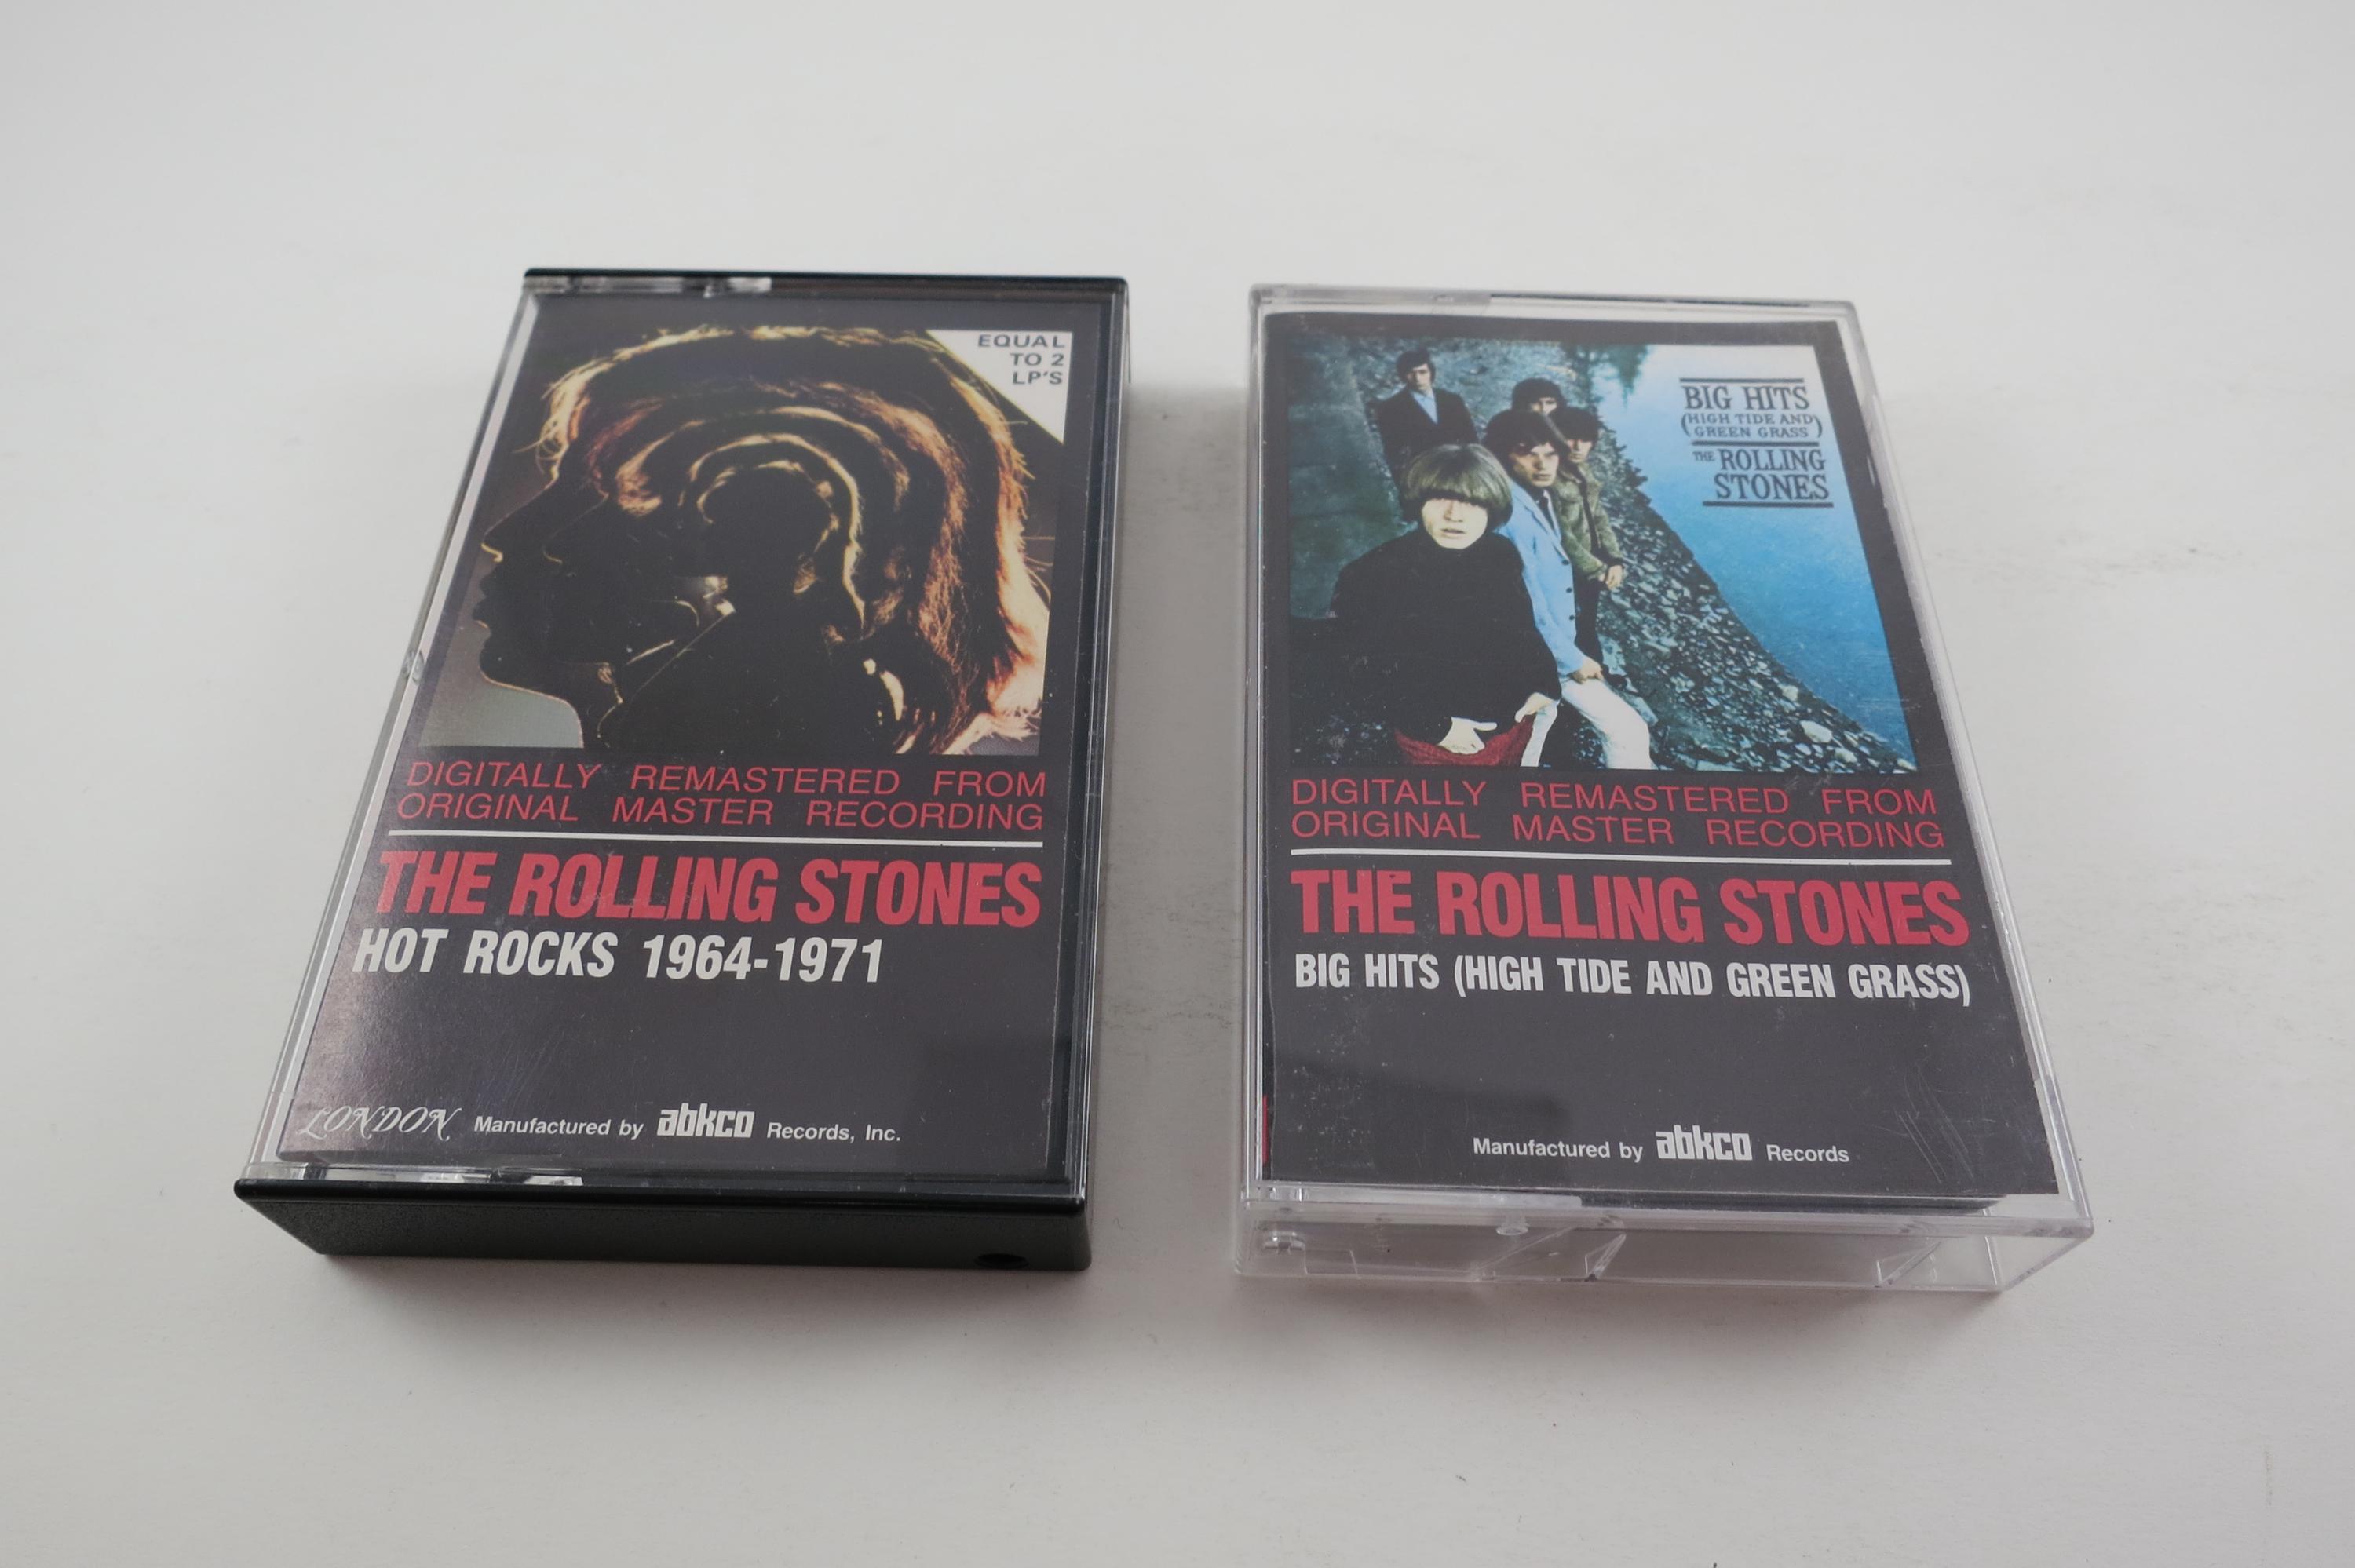 EQUAL
TO 2
LP'S
DIGITALLY REMASTERED FROM
ORIGINAL MASTER RECORDING
THE ROLLING STONES
HOT ROCKS 1964-1971
LONDON Manufactured by abkco Records, Inc.
BIG HITS
(HIGH TIDE AND
GREEN GRASS)
THE ROLLING
STONES
DIGITALLY REMASTERED FROM
ORIGINAL MASTER RECORDING
THE ROLLING STONES
BIG HITS (HIGH TIDE AND GREEN GRASS)
Manufactured by abkco Records